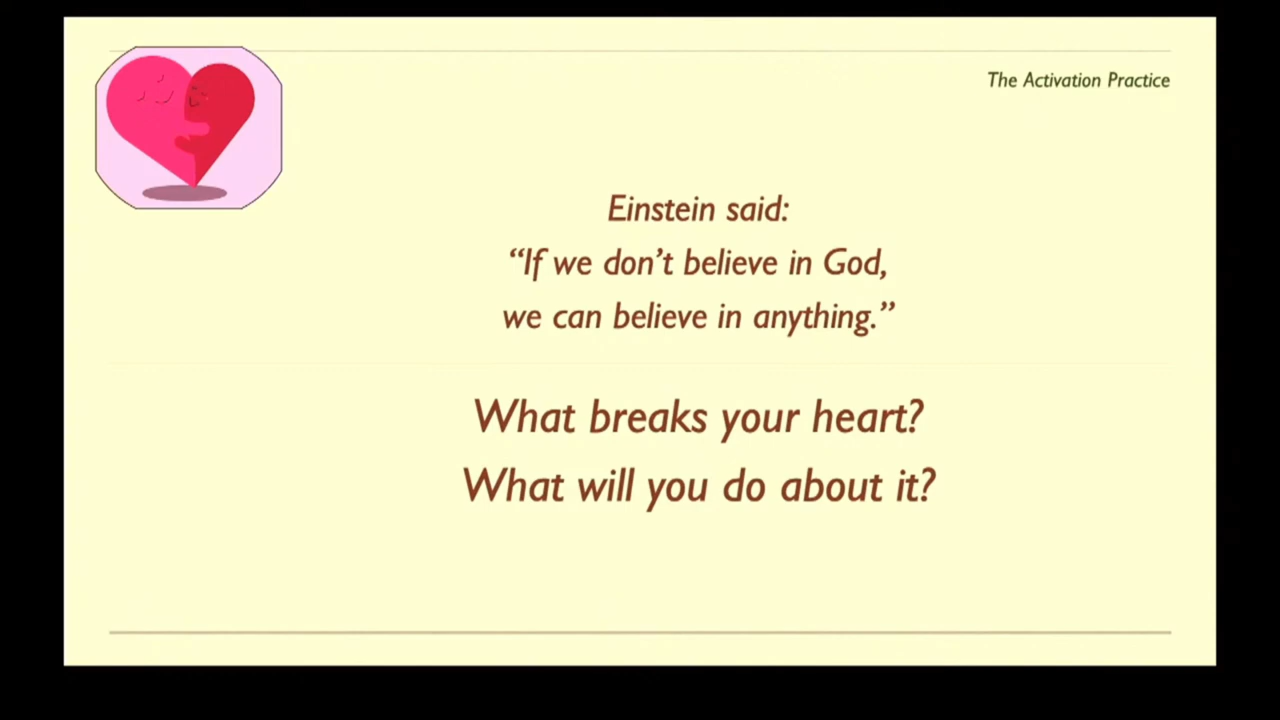 The Activation Practice
Einstein said:
“If we don’t believe in God,
we can believe in anything.”
What breaks your heart?
What will you do about it?